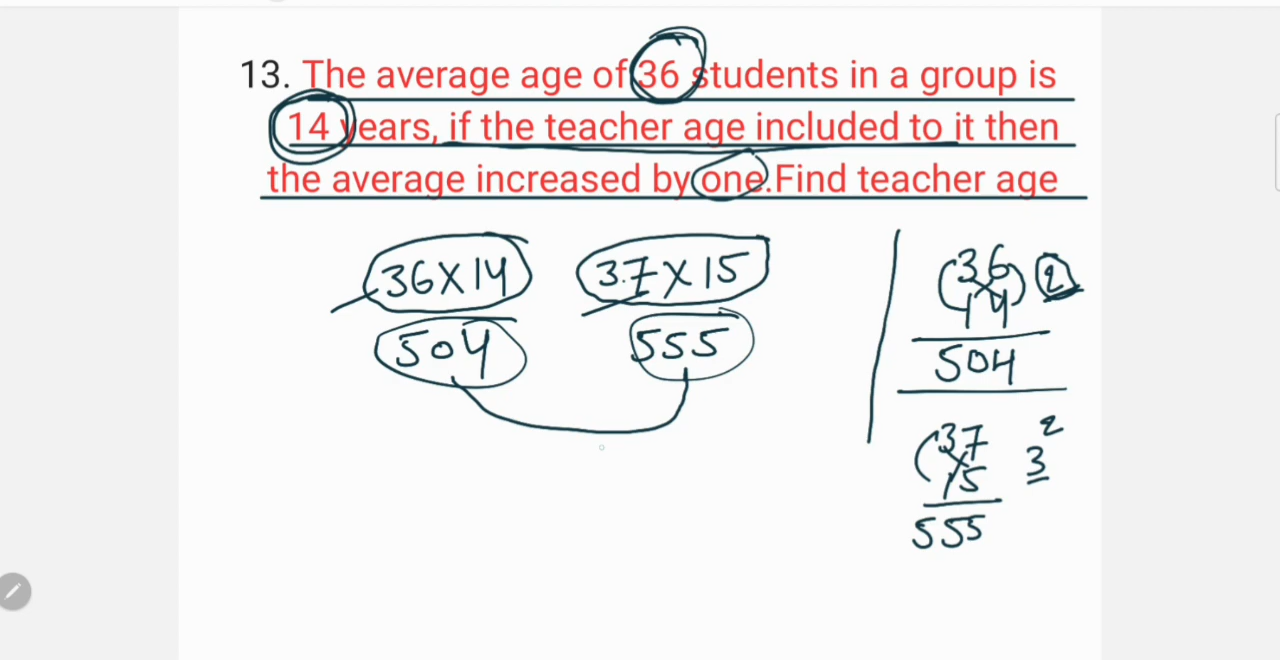 13. The average age of 36 students in a group is
14 years, if the teacher age included to it then
the average increased by one.Find teacher age
36X14 37X15
504 555
(36) 2
14
504
(37 2
15 3
555